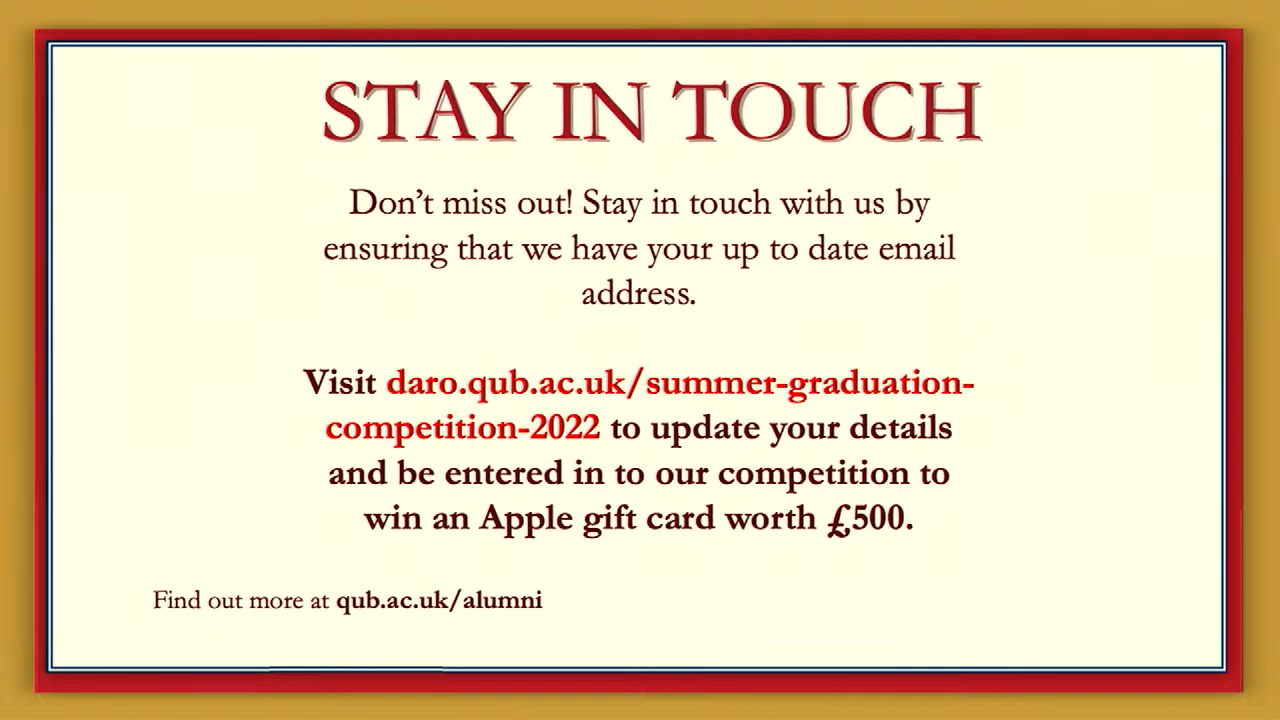 STAY IN TOUCH
Don’t miss out! Stay in touch with us by
ensuring that we have your up to date email
address.
Visit daro.qub.ac.uk/summer-graduation-
competition-2022 to update your details
and be entered in to our competition to
win an Apple gift card worth £500.
Find out more at qub.ac.uk/alumni